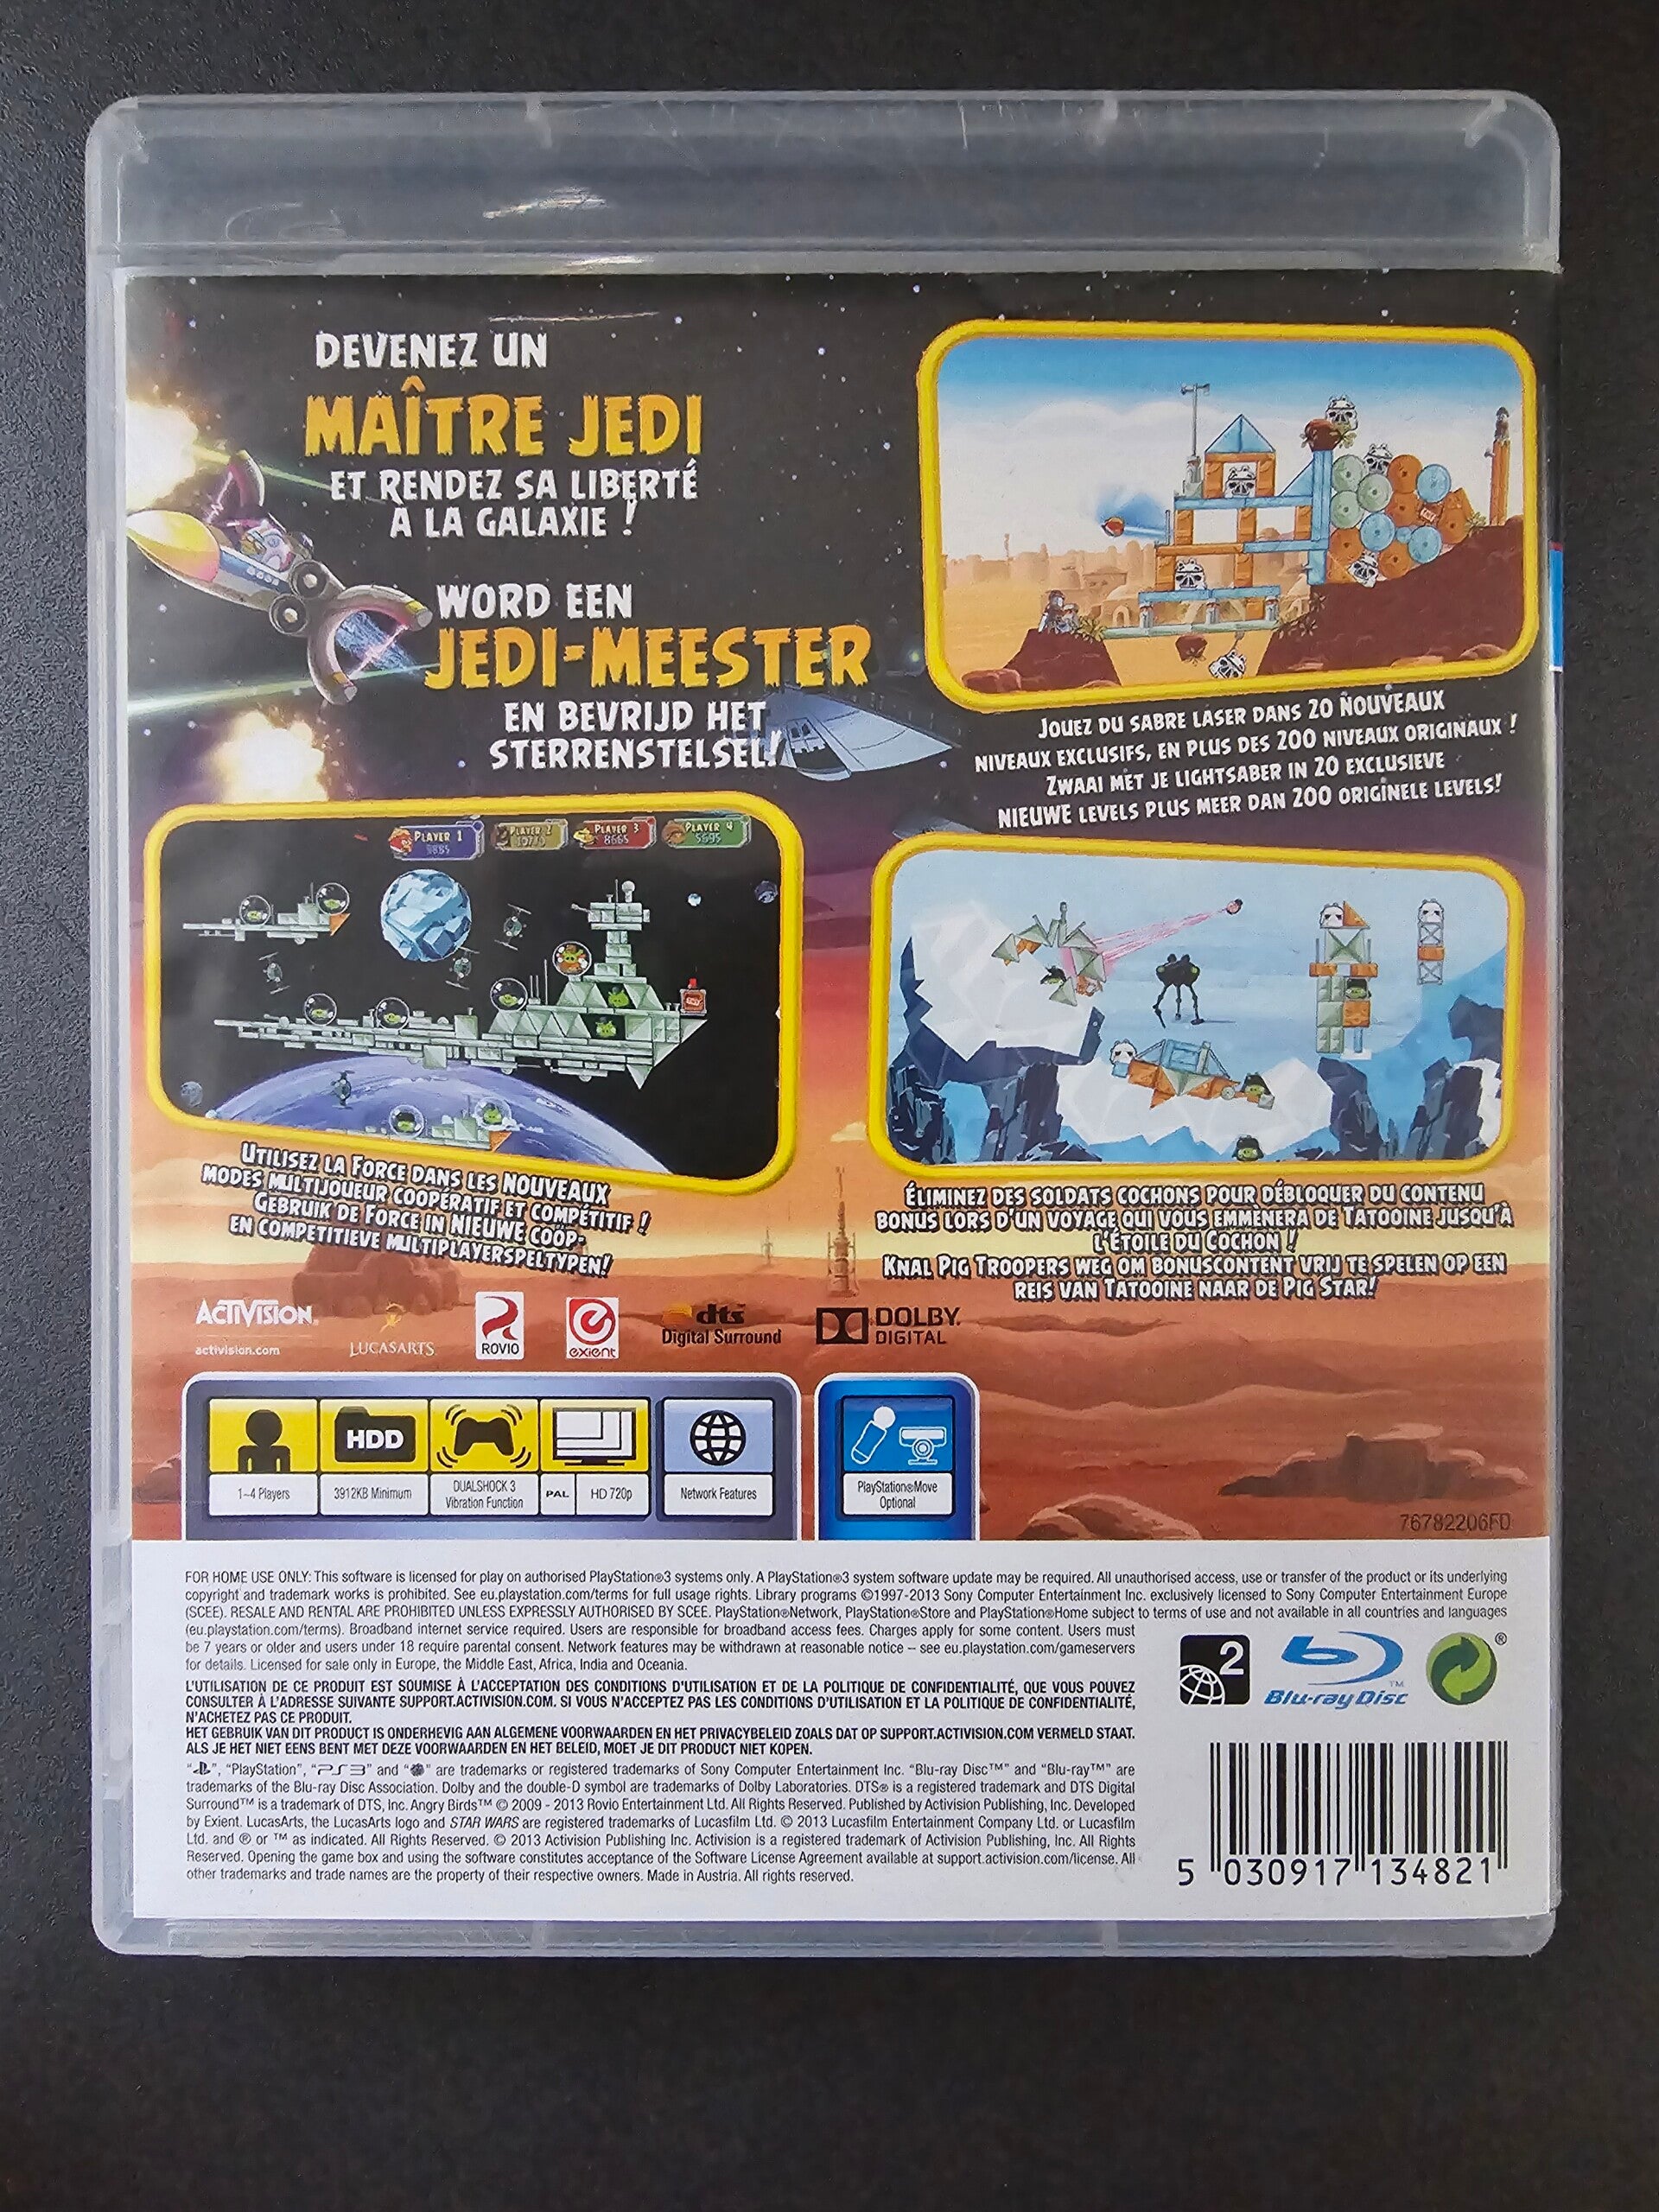 DEVENEZ UN
MAÎTRE JEDI
ET RENDEZ SA LIBERTÉ
A LA GALAXIE !
WORD EEN
JEDI-MEESTER
EN BEVRIJD HET
STERRENSTELSEL!
JOUEZ DU SABRE LASER DANS 20 NOUVEAUX
NIVEAUX EXCLUSIFS, EN PLUS DES 200 NIVEAUX ORIGINAUX !
ZWAAI MET JE LIGHTSABER IN 20 EXCLUSIEVE
NIEUWE LEVELS PLUS MEER DAN 200 ORIGINELE LEVELS!
PLAYER 1 PLAYER 2 PLAYER 3 PLAYER 4
8665 5695
UTILISEZ LA FORCE DANS LES NOUVEAUX
MODES MULTIJOUEUR COOPÉRATIF ET COMPÉTITIF !
GEBRUIK DE FORCE IN NIEUWE COÖP-
EN COMPETITIEVE MULTIPLAYERSPELTYPEN!
ÉLIMINEZ DES SOLDATS COCHONS POUR DÉBLOQUER DU CONTENU
BONUS LORS D'UN VOYAGE QUI VOUS EMMÈNERA DE TATOOINE JUSQU'À
L'ÉTOILE DU COCHON !
KNAL PIG TROOPERS WEG OM BONUSCONTENT VRIJ TE SPELEN OP EEN
REIS VAN TATOOINE NAAR DE PIG STAR!
ACTIVISION®
activision.com
LUCASARTS
ROVIO
exient
dts
Digital Surround
DOLBY.
DIGITAL
HDD
1-4 Players
3912KB Minimum
DUALSHOCK 3
Vibration Function
PAL
HD 720p
Network Features
PlayStation®Move
Optional
76782206FD
FOR HOME USE ONLY: This software is licensed for play on authorised PlayStation®3 systems only. A PlayStation®3 system software update may be required. All unauthorised access, use or transfer of the product or its underlying
copyright and trademark works is prohibited. See eu.playstation.com/terms for full usage rights. Library programs ©1997-2013 Sony Computer Entertainment Inc. exclusively licensed to Sony Computer Entertainment Europe
(SCEE). RESALE AND RENTAL ARE PROHIBITED UNLESS EXPRESSLY AUTHORISED BY SCEE. PlayStation®Network, PlayStation®Store and PlayStation®Home subject to terms of use and not available in all countries and languages
(eu.playstation.com/terms). Broadband internet service required. Users are responsible for broadband access fees. Charges apply for some content. Users must
be 7 years or older and users under 18 require parental consent. Network features may be withdrawn at reasonable notice – see eu.playstation.com/gameservers
for details. Licensed for sale only in Europe, the Middle East, Africa, India and Oceania.
L'UTILISATION DE CE PRODUIT EST SOUMISE À L'ACCEPTATION DES CONDITIONS D'UTILISATION ET DE LA POLITIQUE DE CONFIDENTIALITÉ, QUE VOUS POUVEZ
CONSULTER À L'ADRESSE SUIVANTE SUPPORT.ACTIVISION.COM. SI VOUS N'ACCEPTEZ PAS LES CONDITIONS D'UTILISATION ET LA POLITIQUE DE CONFIDENTIALITÉ,
N'ACHETEZ PAS CE PRODUIT.
HET GEBRUIK VAN DIT PRODUCT IS ONDERHEVIG AAN ALGEMENE VOORWAARDEN EN HET PRIVACYBELEID ZOALS DAT OP SUPPORT.ACTIVISION.COM VERMELD STAAT.
ALS JE HET NIET EENS BENT MET DEZE VOORWAARDEN EN HET BELEID, MOET JE DIT PRODUCT NIET KOPEN.
"", "PlayStation", "PS3" and "" are trademarks or registered trademarks of Sony Computer Entertainment Inc. "Blu-ray Disc™" and "Blu-ray™" are
trademarks of the Blu-ray Disc Association. Dolby and the double-D symbol are trademarks of Dolby Laboratories. DTS® is a registered trademark and DTS Digital
Surround™ is a trademark of DTS, Inc. Angry Birds™ © 2009 - 2013 Rovio Entertainment Ltd. All Rights Reserved. Published by Activision Publishing, Inc. Developed
by Exient. LucasArts, the LucasArts logo and STAR WARS are registered trademarks of Lucasfilm Ltd. © 2013 Lucasfilm Entertainment Company Ltd. or Lucasfilm
Ltd. and ® or ™ as indicated. All Rights Reserved. © 2013 Activision Publishing Inc. Activision is a registered trademark of Activision Publishing, Inc. All Rights
Reserved. Opening the game box and using the software constitutes acceptance of the Software License Agreement available at support.activision.com/license. All
other trademarks and trade names are the property of their respective owners. Made in Austria. All rights reserved.
2
Blu-ray Disc™
®
5 030917 134821